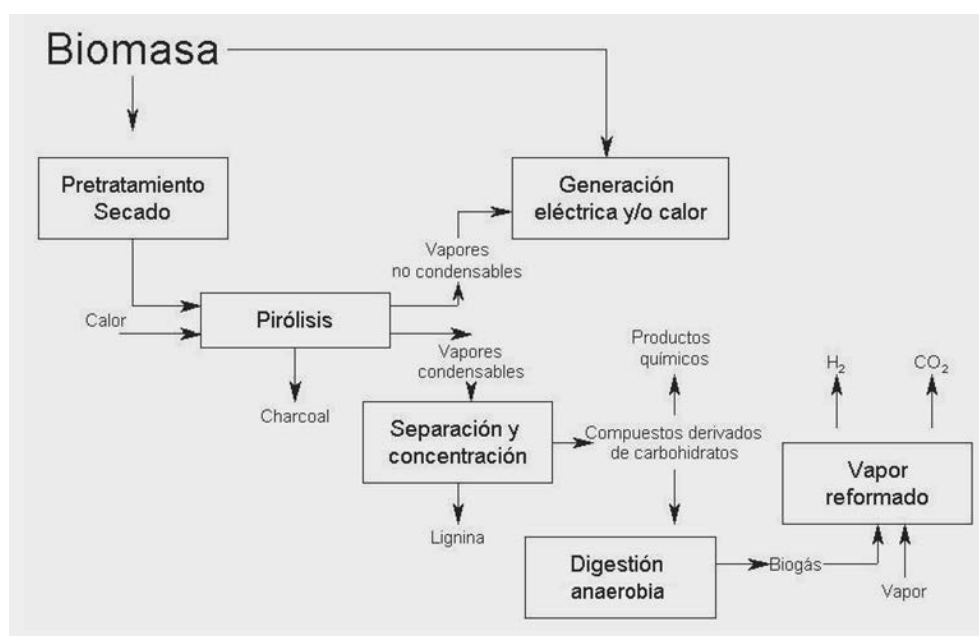 Biomasa
Pretratamiento
Secado
Generación
eléctrica y/o calor
Vapores
no condensables
Calor
Pirólisis
Vapores
condensables
Charcoal
Productos
químicos
H₂
CO₂
Separación y
concentración
Compuestos derivados
de carbohidratos
Vapor
reformado
Lignina
Digestión
anaerobia
Biogás
Vapor